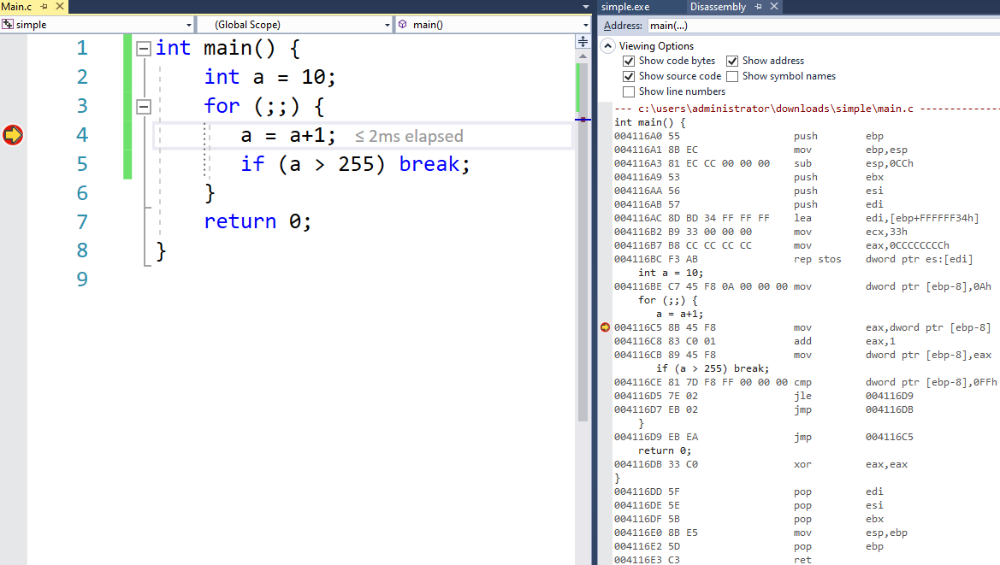 Main.c
simple
(Global Scope)
main()
1 int main() {
2 int a = 10;
3 for (;;) {
4 a = a+1; ≤ 2ms elapsed
5 if (a > 255) break;
6 }
7 return 0;
8 }
9
simple.exe
Disassembly
Address: main(...)
Viewing Options
Show code bytes Show address
Show source code Show symbol names
Show line numbers
--- c:\users\administrator\downloads\simple\main.c -------------
int main() {
004116A0 55 push ebp
004116A1 8B EC mov ebp,esp
004116A3 81 EC CC 00 00 00 sub esp,0CCh
004116A9 53 push ebx
004116AA 56 push esi
004116AB 57 push edi
004116AC 8D BD 34 FF FF FF lea edi,[ebp+FFFFFF34h]
004116B2 B9 33 00 00 00 mov ecx,33h
004116B7 B8 CC CC CC CC mov eax,0CCCCCCCCh
004116BC F3 AB rep stos dword ptr es:[edi]
int a = 10;
004116BE C7 45 F8 0A 00 00 00 mov dword ptr [ebp-8],0Ah
for (;;) {
a = a+1;
004116C5 8B 45 F8 mov eax,dword ptr [ebp-8]
004116C8 83 C0 01 add eax,1
004116CB 89 45 F8 mov dword ptr [ebp-8],eax
if (a > 255) break;
004116CE 81 7D F8 FF 00 00 00 cmp dword ptr [ebp-8],0FFh
004116D5 7E 02 jle 004116D9
004116D7 EB 02 jmp 004116DB
}
004116D9 EB EA jmp 004116C5
return 0;
004116DB 33 C0 xor eax,eax
}
004116DD 5F pop edi
004116DE 5E pop esi
004116DF 5B pop ebx
004116E0 8B E5 mov esp,ebp
004116E2 5D pop ebp
004116E3 C3 ret